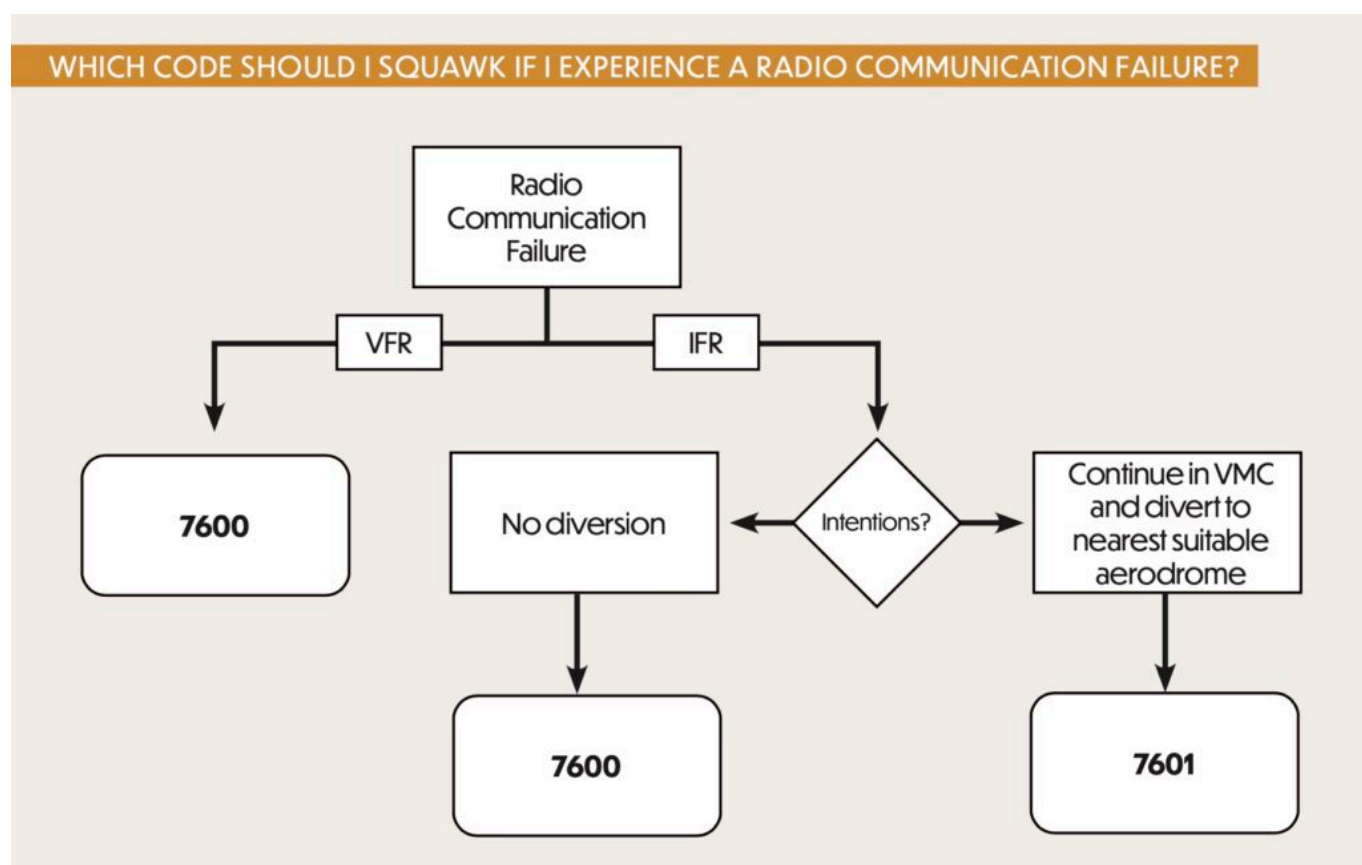 WHICH CODE SHOULD I SQUAWK IF I EXPERIENCE A RADIO COMMUNICATION FAILURE?
Radio
Communication
Failure
VFR
IFR
7600
No diversion
Intentions?
Continue in VMC
and divert to
nearest suitable
aerodrome
7600
7601